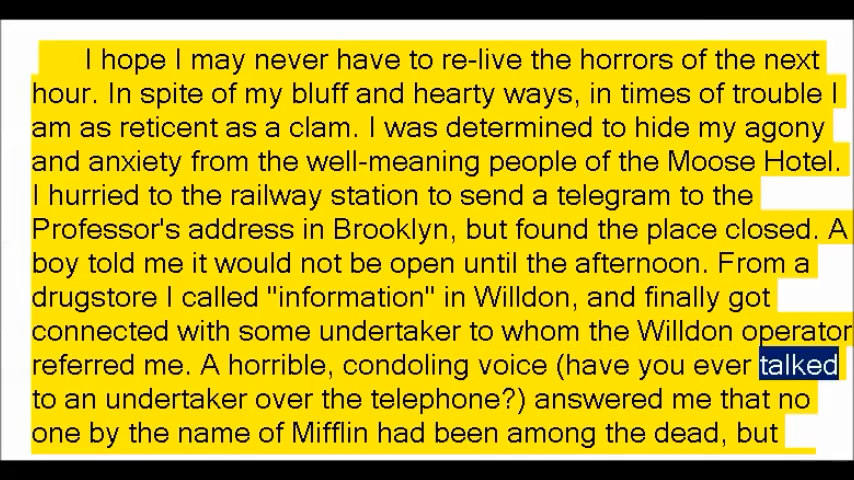 I hope I may never have to re-live the horrors of the next
hour. In spite of my bluff and hearty ways, in times of trouble I
am as reticent as a clam. I was determined to hide my agony
and anxiety from the well-meaning people of the Moose Hotel.
I hurried to the railway station to send a telegram to the
Professor's address in Brooklyn, but found the place closed. A
boy told me it would not be open until the afternoon. From a
drugstore I called "information" in Willdon, and finally got
connected with some undertaker to whom the Willdon operator
referred me. A horrible, condoling voice (have you ever talked
to an undertaker over the telephone?) answered me that no
one by the name of Mifflin had been among the dead, but